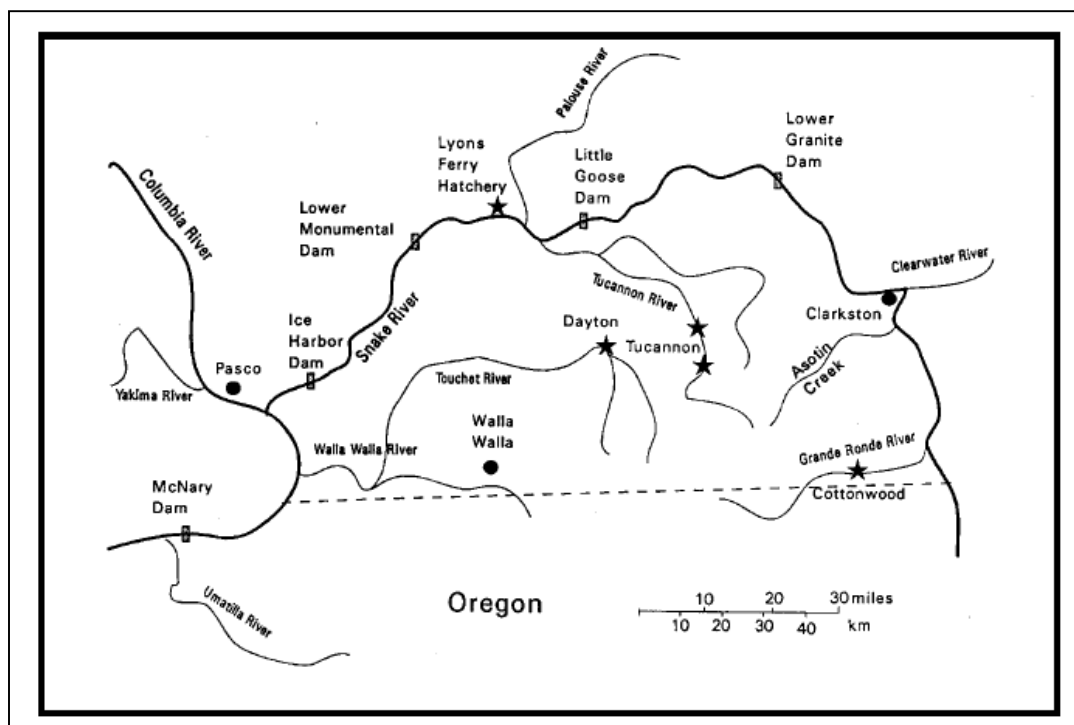 Palouse River
Lower
Granite
Dam
Lyons
Ferry
Hatchery
Little
Goose
Dam
Columbia River
Lower
Monumental
Dam
Clearwater River
Tucannon River
Clarkston
Ice
Harbor
Dam
Snake River
Dayton
Tucannon
Asotin
Creek
Pasco
Yakima River
Touchet River
Walla
Walla
Walla Walla River
Grande Ronde River
Cottonwood
McNary
Dam
Umatilla River
Oregon
10 20 30 miles
10 20 30 40 km